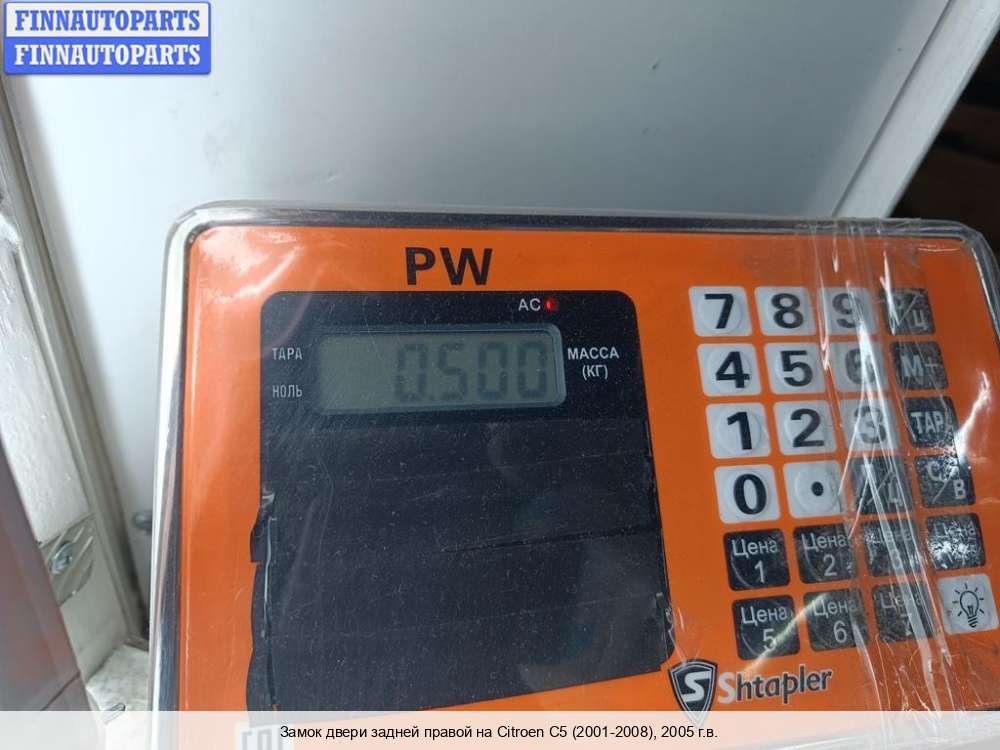 FINNAUTOPARTS
FINNAUTOPARTS
PW
AC
ТАРА
0.500
МАССА
(КГ)
НОЛЬ
7 8 9
4 5 6 М+
1 2 3 ТАР
0 • С/В
Цена 1 Цена 2
Цена 5 Цена 6
S Shtapler
Замок двери задней правой на Citroen C5 (2001-2008), 2005 г.в.